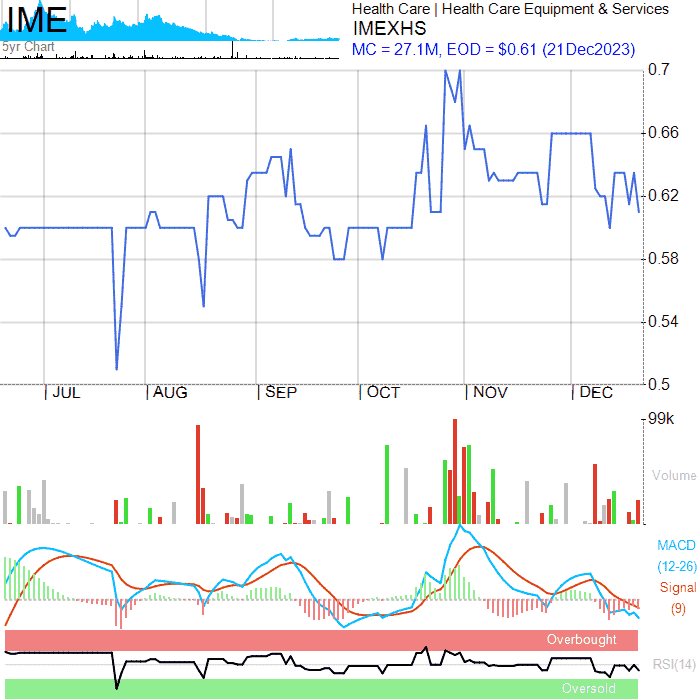 IME
Health Care | Health Care Equipment & Services
IMEXHS
5yr Chart
MC = 27.1M, EOD = $0.61 (21Dec2023)
0.7
0.66
0.62
0.58
0.54
0.5
JUL AUG SEP OCT NOV DEC
99k
Volume
MACD
(12-26)
Signal
(9)
Overbought
RSI(14)
Oversold